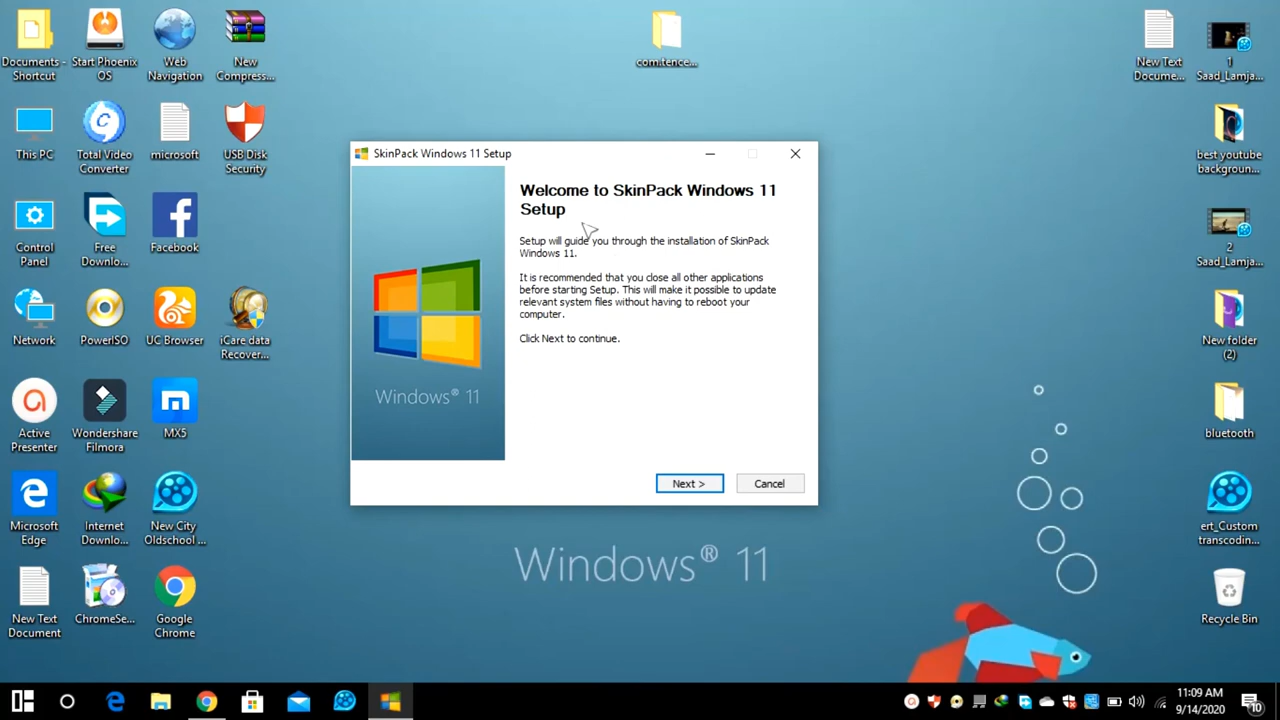 Documents -
Shortcut
Start Phoenix
OS
Web
Navigation
New
Compress...
com.tence...
New Text
Docume...
1
Saad_Lamja...
This PC
Total Video
Converter
microsoft
USB Disk
Security
best youtube
background...
Control
Panel
Free
Downlo...
Facebook
2
Saad_Lamja...
Network
PowerISO
UC Browser
iCare data
Recover...
New folder
(2)
Active
Presenter
Wondershare
Filmora
MX5
bluetooth
Microsoft
Edge
Internet
Downlo...
New City
Oldschool ...
ert_Custom
transcodin...
New Text
Document
ChromeSe...
Google
Chrome
Recycle Bin
SkinPack Windows 11 Setup
Welcome to SkinPack Windows 11
Setup
Setup will guide you through the installation of SkinPack
Windows 11.
It is recommended that you close all other applications
before starting Setup. This will make it possible to update
relevant system files without having to reboot your
computer.
Click Next to continue.
Windows® 11
Next >
Cancel
Windows® 11
11:09 AM
9/14/2020
10